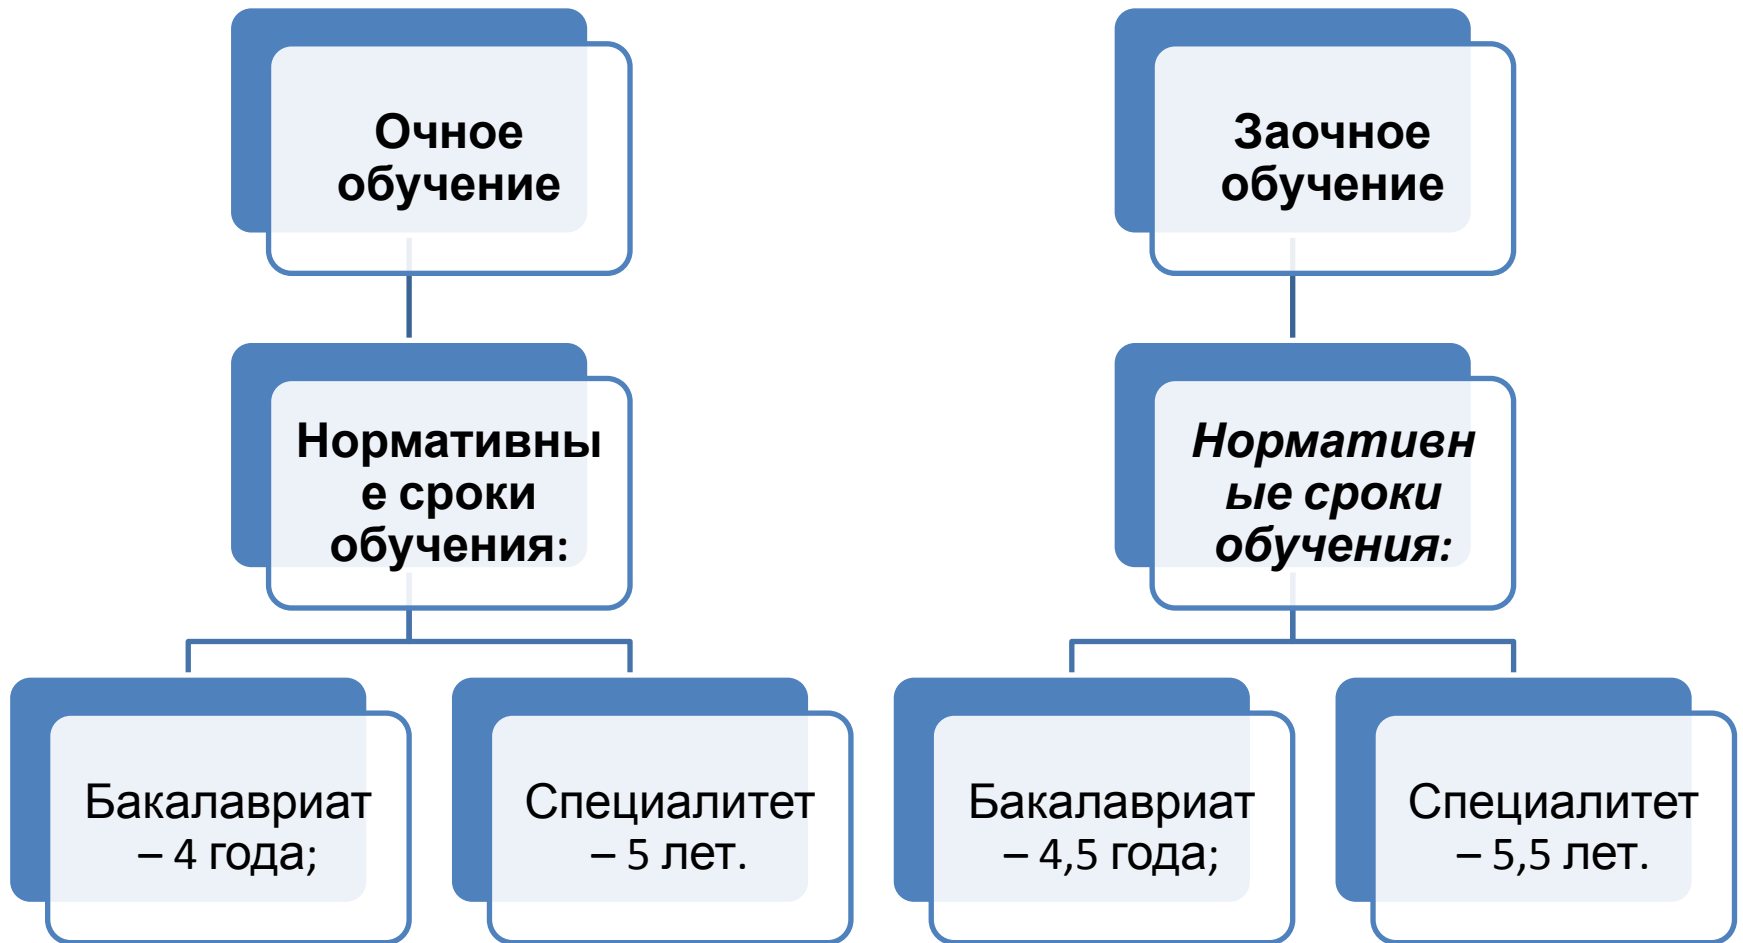 Очное
обучение
Заочное
обучение
Нормативны
е сроки
обучения:
Нормативн
ые сроки
обучения:
Бакалавриат
– 4 года;
Специалитет
– 5 лет.
Бакалавриат
– 4,5 года;
Специалитет
– 5,5 лет.